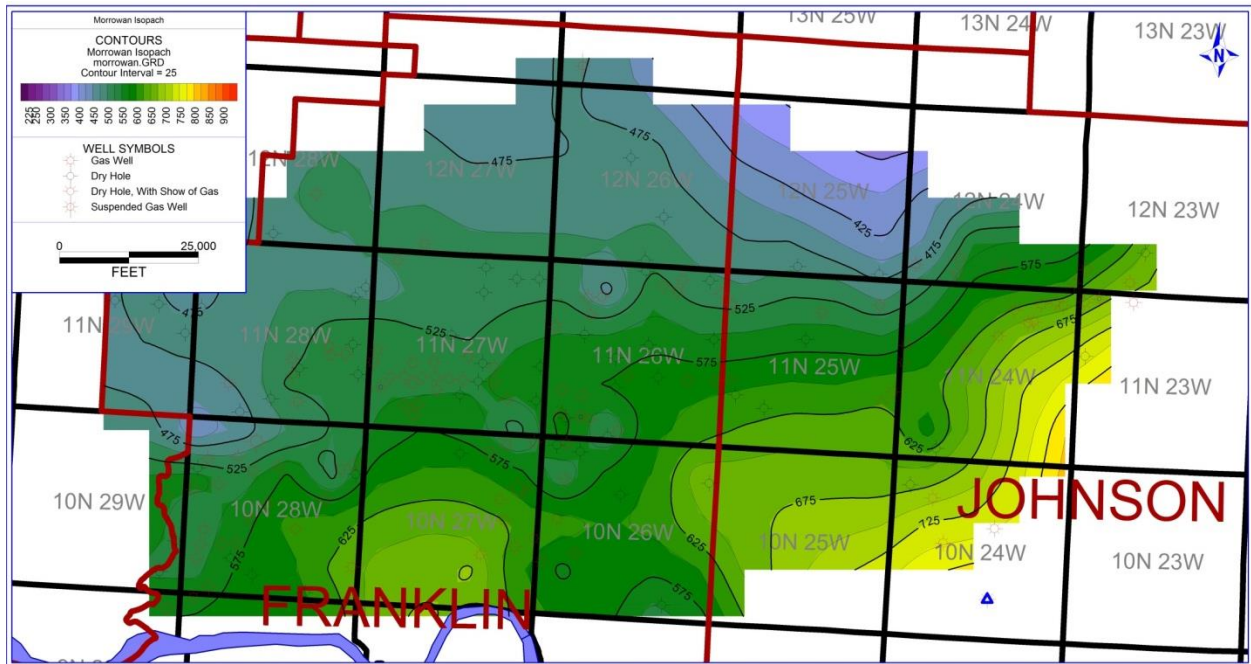 Morrowan Isopach
CONTOURS
Morrowan Isopach
morrowan.GRD
Contour Interval = 25
225
250
300
350
400
450
500
550
600
650
700
750
800
850
900
WELL SYMBOLS
Gas Well
Dry Hole
Dry Hole, With Show of Gas
Suspended Gas Well
0 25,000
FEET
13N 25W
13N 24W
13N 23W
N
475
475
12N 28W
12N 27W
12N 26W
12N 25W
12N 24W
12N 23W
425
475
575
475
11N 29W
11N 28W
525
11N 27W
11N 26W
525
575
11N 25W
675
11N 24W
11N 23W
475
525
575
625
10N 29W
10N 28W
575
625
10N 27W
10N 26W
625
675
10N 25W
725
JOHNSON
10N 24W
10N 23W
FRANKLIN